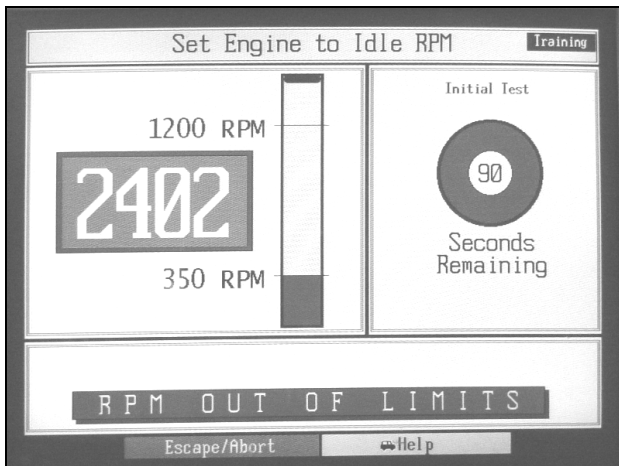 Set Engine to Idle RPM
Training
1200 RPM
2402
350 RPM
Initial Test
90
Seconds
Remaining
RPM OUT OF LIMITS
Escape/Abort
Help